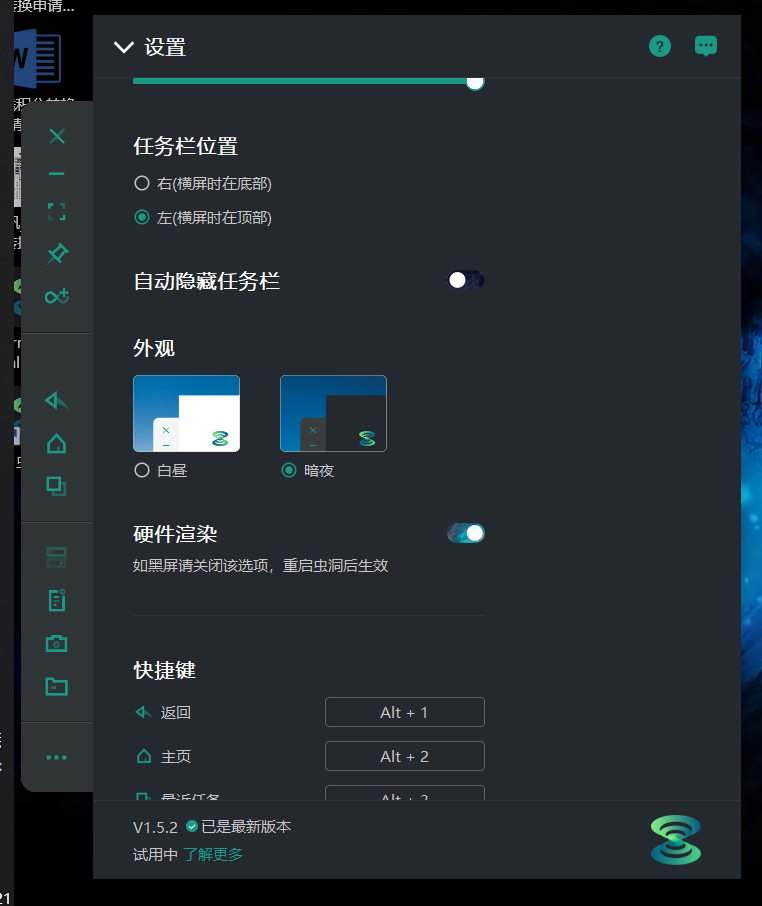 转换申请...
设置
任务栏位置
右(横屏时在底部)
左(横屏时在顶部)
自动隐藏任务栏
外观
白昼
暗夜
硬件渲染
如黑屏请关闭该选项，重启虫洞后生效
快捷键
返回
Alt + 1
主页
Alt + 2
最近任务
V1.5.2
已是最新版本
试用中 了解更多
21